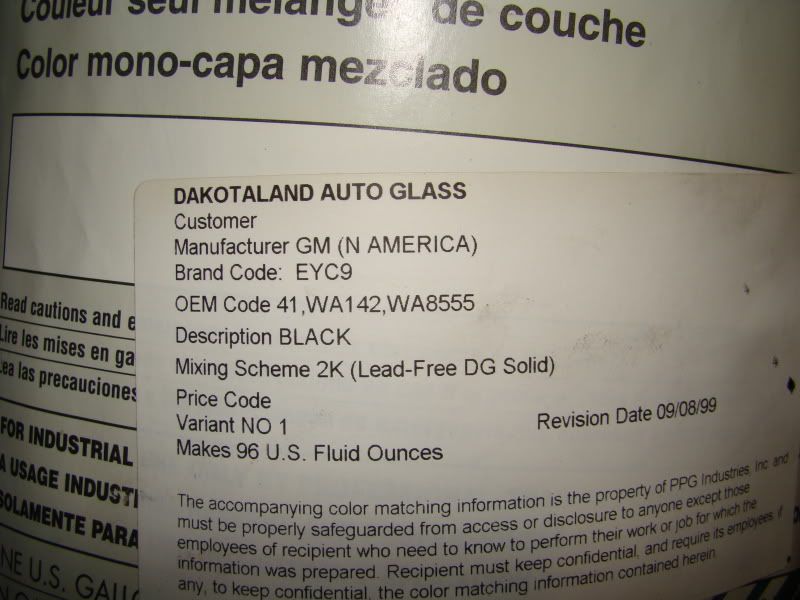 Couleur seul mélange de couche
Color mono-capa mezclado
DAKOTALAND AUTO GLASS
Customer
Manufacturer GM (N AMERICA)
Brand Code: EYC9
OEM Code 41,WA142,WA8555
Description BLACK
Mixing Scheme 2K (Lead-Free DG Solid)
Price Code
Variant NO 1
Revision Date 09/08/99
Makes 96 U.S. Fluid Ounces
The accompanying color matching information is the property of PPG Industries, Inc and
must be properly safeguarded from access or disclosure to anyone except those
employees of recipient who need to know to perform their work or job for which the
information was prepared. Recipient must keep confidential, and require its employees, if
any, to keep confidential, the color matching information contained herein
Read cautions and e
Lire les mises en ga
Lea las precauciones
FOR INDUSTRIAL
A USAGE INDUSTI
SOLAMENTE PARA
NE U.S. GALL